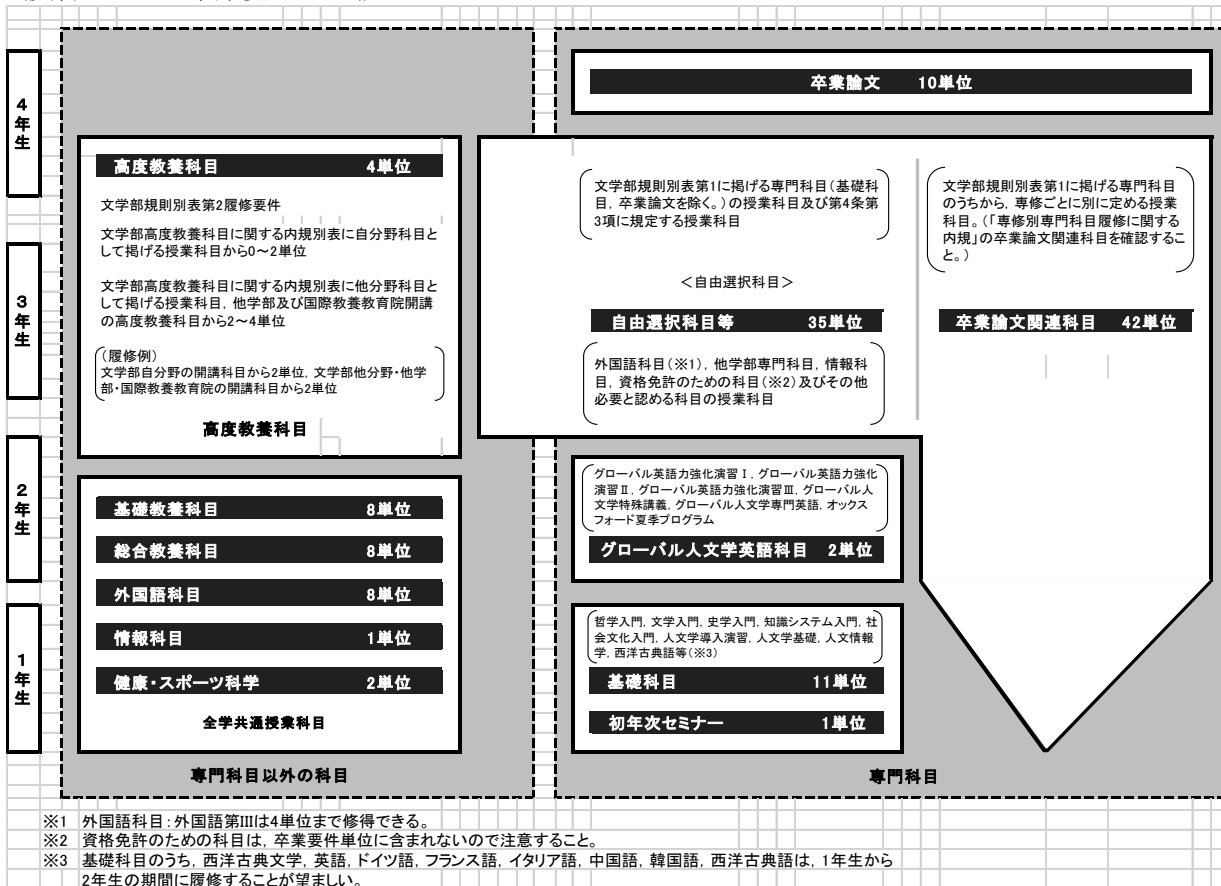 4年生
3年生
2年生
1年生
高度教養科目 4単位
文学部規則別表第2履修要件
文学部高度教養科目に関する内規別表に自分野科目と
して掲げる授業科目から0～2単位
文学部高度教養科目に関する内規別表に他分野科目と
して掲げる授業科目，他学部及び国際教養教育院開講
の高度教養科目から2～4単位
（履修例）
文学部自分野の開講科目から2単位，文学部他分野・他学
部・国際教養教育院の開講科目から2単位
高度教養科目
基礎教養科目 8単位
総合教養科目 8単位
外国語科目 8単位
情報科目 1単位
健康・スポーツ科学 2単位
全学共通授業科目
専門科目以外の科目
卒業論文 10単位
文学部規則別表第1に掲げる専門科目（基礎科
目，卒業論文を除く。）の授業科目及び第4条第
3項に規定する授業科目
＜自由選択科目＞
自由選択科目等 35単位
外国語科目（※1），他学部専門科目，情報科
目，資格免許のための科目（※2）及びその他
必要と認める科目の授業科目
文学部規則別表第1に掲げる専門科目
のうちから，専修ごとに別に定める授業
科目。（「専修別専門科目履修に関する
内規」の卒業論文関連科目を確認するこ
と。）
卒業論文関連科目 42単位
グローバル英語力強化演習Ⅰ，グローバル英語力強化
演習Ⅱ，グローバル英語力強化演習Ⅲ，グローバル人
文学特殊講義，グローバル人文学専門英語，オックス
フォード夏季プログラム
グローバル人文学英語科目 2単位
哲学入門，文学入門，史学入門，知識システム入門，社
会文化入門，人文学導入演習，人文学基礎，人文情報
学，西洋古典語等（※3）
基礎科目 11単位
初年次セミナー 1単位
専門科目
※1 外国語科目：外国語第IIIは4単位まで修得できる。
※2 資格免許のための科目は，卒業要件単位に含まれないので注意すること。
※3 基礎科目のうち，西洋古典文学，英語，ドイツ語，フランス語，イタリア語，中国語，韓国語，西洋古典語は，1年生から
2年生の期間に履修することが望ましい。